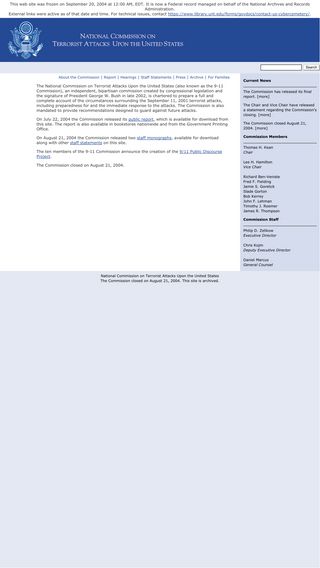 This web site was frozen on September 20, 2004 at 12:00 AM, EDT. It is now a Federal record managed on behalf of the National Archives and Records
Administration.
External links were active as of that date and time. For technical issues, contact https://www.library.unt.edu/forms/govdocs/contact-us-cybercemetery/.
NATIONAL COMMISSION ON
TERRORIST ATTACKS UPON THE UNITED STATES
Search
About the Commission | Report | Hearings | Staff Statements | Press | Archive | For Families
The National Commission on Terrorist Attacks Upon the United States (also known as the 9-11
Commission), an independent, bipartisan commission created by congressional legislation and
the signature of President George W. Bush in late 2002, is chartered to prepare a full and
complete account of the circumstances surrounding the September 11, 2001 terrorist attacks,
including preparedness for and the immediate response to the attacks. The Commission is also
mandated to provide recommendations designed to guard against future attacks.
On July 22, 2004 the Commission released its public report, which is available for download from
this site. The report is also available in bookstores nationwide and from the Government Printing
Office.
On August 21, 2004 the Commission released two staff monographs, available for download
along with other staff statements on this site.
The ten members of the 9-11 Commission announce the creation of the 9/11 Public Discourse
Project.
The Commission closed on August 21, 2004.
Current News
The Commission has released its final
report. [more]
The Chair and Vice Chair have released
a statement regarding the Commission's
closing. [more]
The Commission closed August 21,
2004. [more]
Commission Members
Thomas H. Kean
Chair
Lee H. Hamilton
Vice Chair
Richard Ben-Veniste
Fred F. Fielding
Jamie S. Gorelick
Slade Gorton
Bob Kerrey
John F. Lehman
Timothy J. Roemer
James R. Thompson
Commission Staff
Philip D. Zelikow
Executive Director
Chris Kojm
Deputy Executive Director
Daniel Marcus
General Counsel
National Commission on Terrorist Attacks Upon the United States
The Commission closed on August 21, 2004. This site is archived.